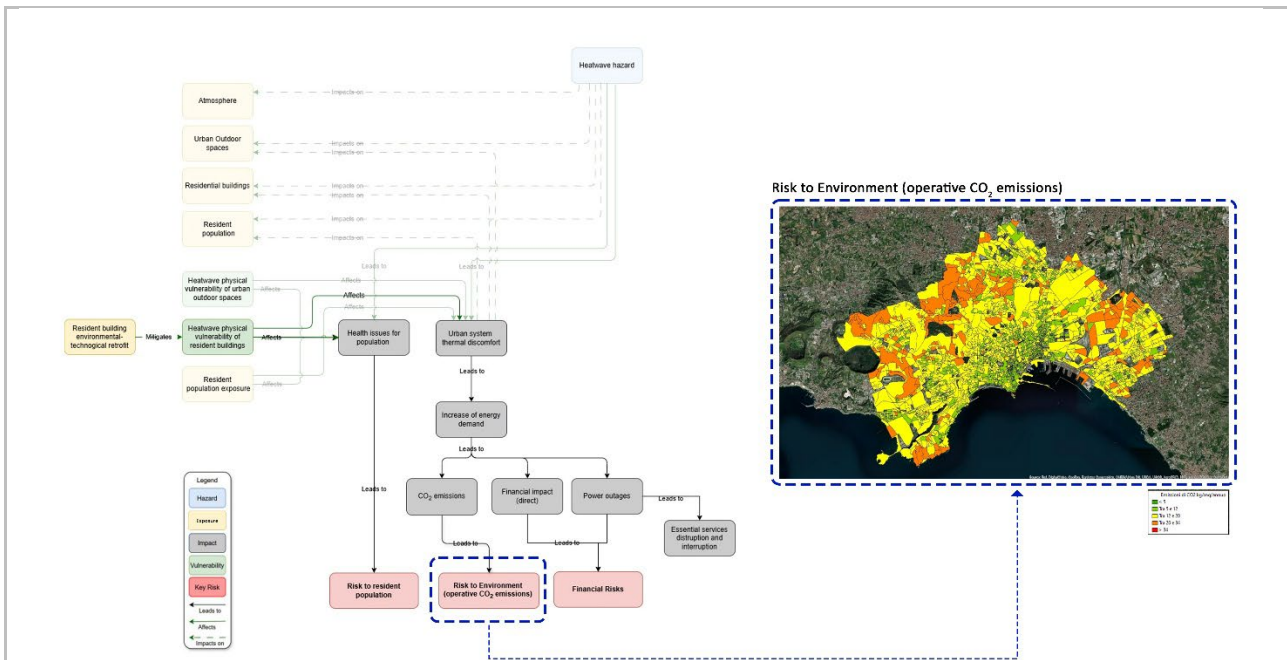 Heatwave hazard
Atmosphere
Impacts on
Urban Outdoor
spaces
Impacts on
Impacts on
Residential buildings
Impacts on
Impacts on
Resident
population
Impacts on
Impacts on
Leads to
Leads to
Heatwave physical
vulnerability of urban
outdoor spaces
Affects
Affects
Affects
Resident building
environmental-
technogical retrofit
Mitigates
Heatwave physical
vulnerability of
resident buildings
Affects
Health issues for
population
Urban system
thermal discomfort
Resident
population exposure
Affects
Leads to
Increase of energy
demand
Leads to
CO2 emissions
Financial impact
(direct)
Power outages
Leads to
Essential services
distruption and
interruption
Leads to
Leads to
Leads to
Risk to resident
population
Risk to Environment
(operative CO2 emissions)
Financial Risks
Legend
Hazard
Exposure
Impact
Vulnerability
Key Risk
Leads to
Affects
Impacts on
Risk to Environment (operative CO2 emissions)
< 5
Tra 5 e 12